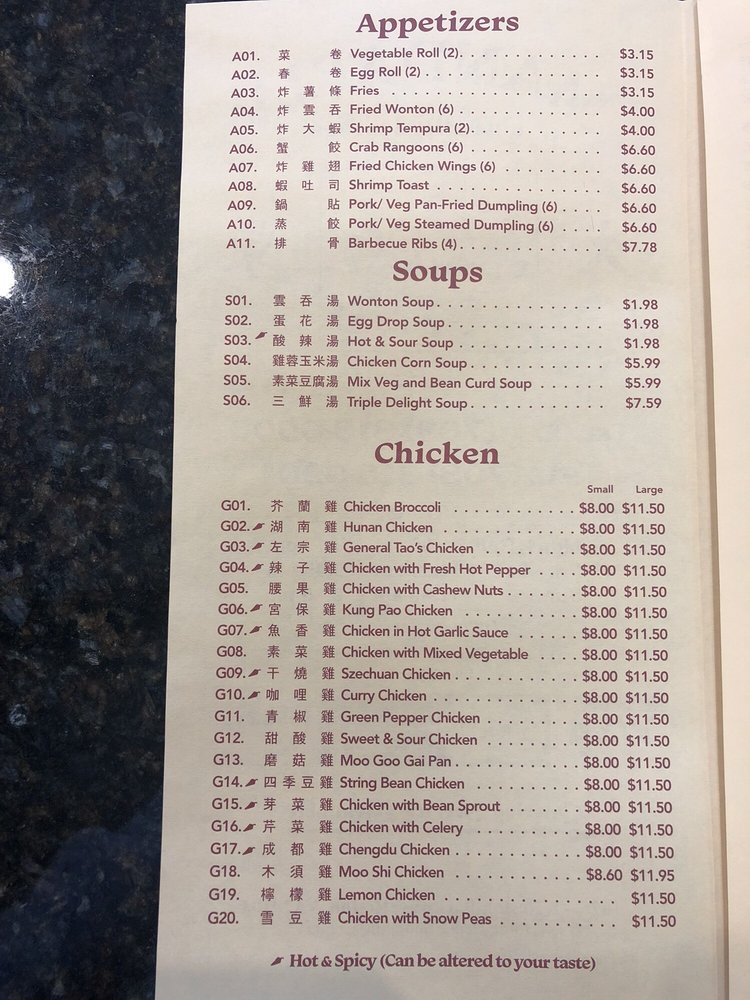 Appetizers
A01. 菜 卷 Vegetable Roll (2). . . . . . . . . . . . . $3.15
A02. 春 卷 Egg Roll (2) . . . . . . . . . . . . . . . . $3.15
A03. 炸 薯 條 Fries . . . . . . . . . . . . . . . . . . . . $3.15
A04. 炸 雲 吞 Fried Wonton (6) . . . . . . . . . . . . . $4.00
A05. 炸 大 蝦 Shrimp Tempura (2). . . . . . . . . . . . $4.00
A06. 蟹 餃 Crab Rangoons (6) . . . . . . . . . . . . $6.60
A07. 炸 雞 翅 Fried Chicken Wings (6) . . . . . . . . . $6.60
A08. 蝦 吐 司 Shrimp Toast . . . . . . . . . . . . . . . $6.60
A09. 鍋 貼 Pork/ Veg Pan-Fried Dumpling (6) . . . . $6.60
A10. 蒸 餃 Pork/ Veg Steamed Dumpling (6) . . . . $6.60
A11. 排 骨 Barbecue Ribs (4). . . . . . . . . . . . . $7.78
Soups
S01. 雲 吞 湯 Wonton Soup. . . . . . . . . . . . . . . $1.98
S02. 蛋 花 湯 Egg Drop Soup. . . . . . . . . . . . . . $1.98
S03. 酸 辣 湯 Hot & Sour Soup . . . . . . . . . . . . . $1.98
S04. 雞蓉玉米湯 Chicken Corn Soup. . . . . . . . . . . . $5.99
S05. 素菜豆腐湯 Mix Veg and Bean Curd Soup . . . . . . $5.99
S06. 三 鮮 湯 Triple Delight Soup. . . . . . . . . . . . $7.59
Chicken
Small Large
G01. 芥 蘭 雞 Chicken Broccoli . . . . . . . . . . . $8.00 $11.50
G02. 湖 南 雞 Hunan Chicken . . . . . . . . . . . . $8.00 $11.50
G03. 左 宗 雞 General Tao's Chicken . . . . . . . . $8.00 $11.50
G04. 辣 子 雞 Chicken with Fresh Hot Pepper . . . . $8.00 $11.50
G05. 腰 果 雞 Chicken with Cashew Nuts . . . . . . . $8.00 $11.50
G06. 宮 保 雞 Kung Pao Chicken . . . . . . . . . . $8.00 $11.50
G07. 魚 香 雞 Chicken in Hot Garlic Sauce . . . . . . $8.00 $11.50
G08. 素 菜 雞 Chicken with Mixed Vegetable . . . . $8.00 $11.50
G09. 干 燒 雞 Szechuan Chicken . . . . . . . . . . . $8.00 $11.50
G10. 咖 哩 雞 Curry Chicken . . . . . . . . . . . . . $8.00 $11.50
G11. 青 椒 雞 Green Pepper Chicken . . . . . . . . $8.00 $11.50
G12. 甜 酸 雞 Sweet & Sour Chicken . . . . . . . . $8.00 $11.50
G13. 磨 菇 雞 Moo Goo Gai Pan . . . . . . . . . . . $8.00 $11.50
G14. 四 季 豆 雞 String Bean Chicken . . . . . . . . . . $8.00 $11.50
G15. 芽 菜 雞 Chicken with Bean Sprout . . . . . . . $8.00 $11.50
G16. 芹 菜 雞 Chicken with Celery . . . . . . . . . . $8.00 $11.50
G17. 成 都 雞 Chengdu Chicken . . . . . . . . . . . $8.00 $11.50
G18. 木 須 雞 Moo Shi Chicken . . . . . . . . . . . . $8.60 $11.95
G19. 檸 檬 雞 Lemon Chicken . . . . . . . . . . . . . . . $11.50
G20. 雪 豆 雞 Chicken with Snow Peas . . . . . . . . . . $11.50
Hot & Spicy (Can be altered to your taste)